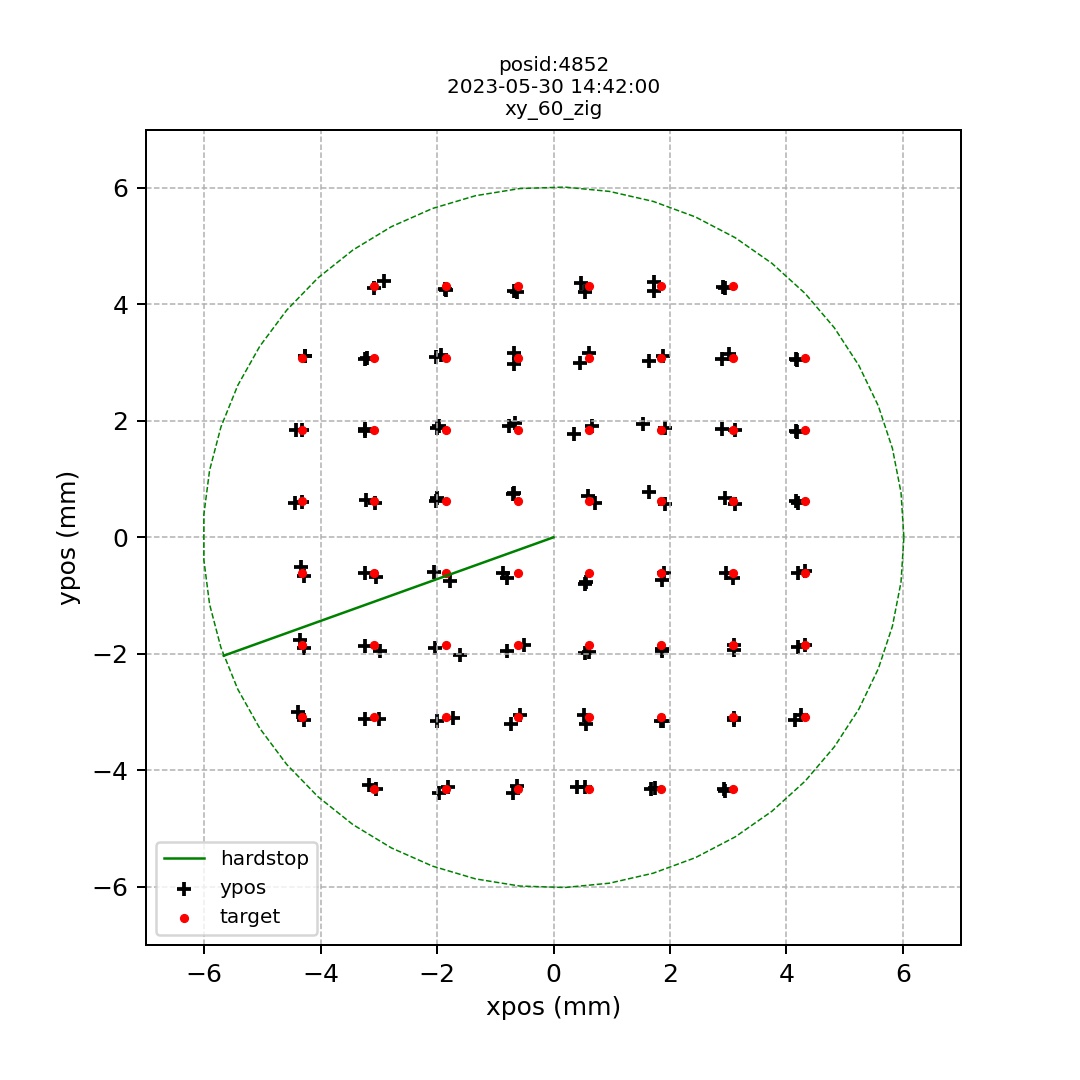 posid:4852
2023-05-30 14:42:00
xy_60_zig
ypos (mm)
6
4
2
0
−2
−4
−6
hardstop
ypos
target
−6 −4 −2 0 2 4 6
xpos (mm)